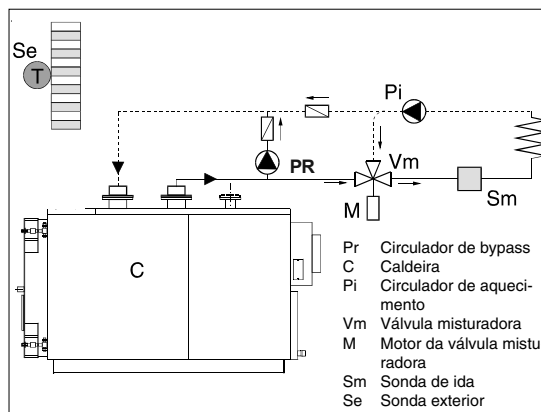 Se
T
Pi
PR
Vm
Sm
M
C
Pr Circulador de bypass
C Caldeira
Pi Circulador de aqueci-
mento
Vm Válvula misturadora
M Motor da válvula mistu
radora
Sm Sonda de ida
Se Sonda exterior